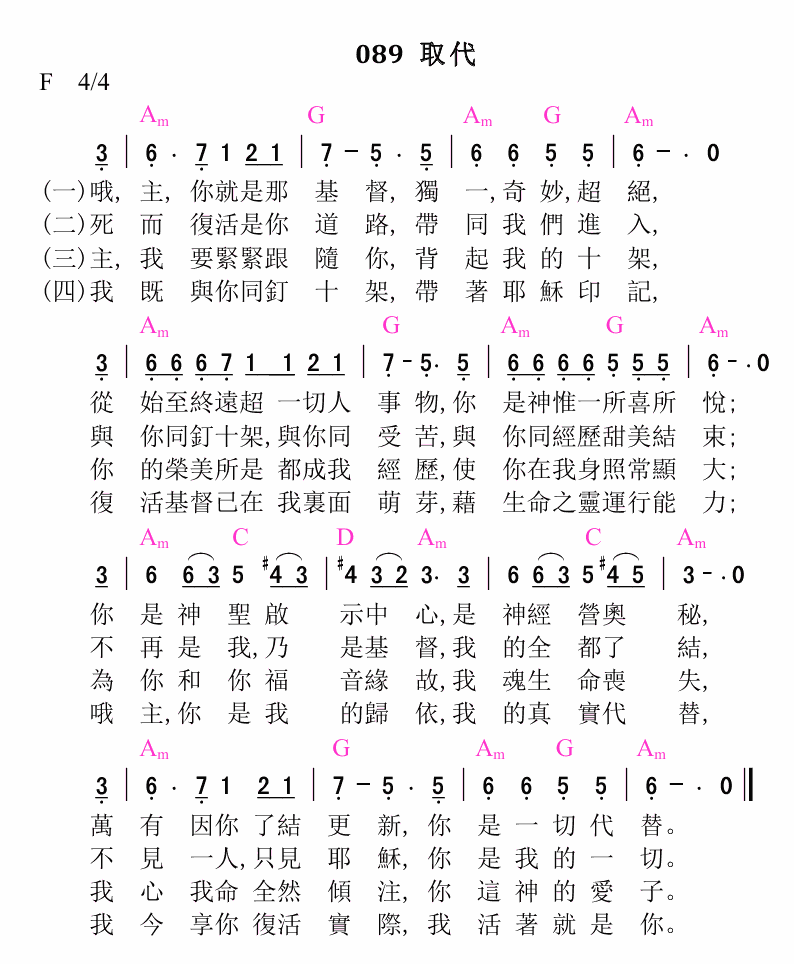 089 取代
F 4/4
Am G Am G Am
3 | 6 · 7 1 2 1 | 7 - 5 · 5 | 6 6 5 5 | 6 - · 0
(一)哦, 主, 你就是那 基 督, 獨 一,奇 妙,超 絕,
(二)死 而 復活是你 道 路, 帶 同 我 們 進 入,
(三)主, 我 要緊緊跟 隨 你, 背 起 我 的 十 架,
(四)我 既 與你同釘 十 架, 帶 著 耶 穌 印 記,
Am G Am G Am
3 | 6 6 6 7 1 1 2 1 | 7 - 5· 5 | 6 6 6 6 5 5 5 | 6 - ·0
從 始至終遠超 一切人 事 物,你 是神惟一所喜所 悅;
與 你同釘十架,與你同 受 苦,與 你同經歷甜美結 束;
你 的榮美所是 都成我 經 歷,使 你在我身照常顯 大;
復 活基督已在 我裏面 萌 芽,藉 生命之靈運行能 力;
Am C D Am C Am
3 | 6 6 3 5 #4 3 | #4 3 2 3· 3 | 6 6 3 5 #4 5 | 3 - ·0
你 是 神 聖 啟 示中 心,是 神經 營奧 秘,
不 再 是 我,乃 是基 督,我 的全 都了 結,
為 你 和 你 福 音緣 故,我 魂生 命喪 失,
哦 主,你 是 我 的歸 依,我 的真 實代 替,
Am G Am G Am
3 | 6 · 7 1 2 1 | 7 - 5 · 5 | 6 6 5 5 | 6 - · 0 ||
萬 有 因你 了結 更 新, 你 是 一 切 代 替。
不 見 一人,只見 耶 穌, 你 是 我 的 一 切。
我 心 我命 全然 傾 注, 你 這 神 的 愛 子。
我 今 享你 復活 實 際, 我 活 著 就 是 你。